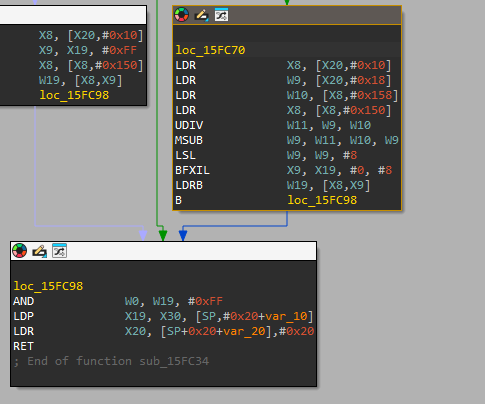 X8, [X20,#0x10]
X9, X19, #0xFF
X8, [X8,#0x150]
W19, [X8,X9]
loc_15FC98
loc_15FC70
LDR X8, [X20,#0x10]
LDR W9, [X20,#0x18]
LDR W10, [X8,#0x158]
LDR X8, [X8,#0x150]
UDIV W11, W9, W10
MSUB W9, W11, W10, W9
LSL W9, W9, #8
BFXIL X9, X19, #0, #8
LDRB W19, [X8,X9]
B loc_15FC98
loc_15FC98
AND W0, W19, #0xFF
LDP X19, X30, [SP,#0x20+var_10]
LDR X20, [SP+0x20+var_20],#0x20
RET
; End of function sub_15FC34